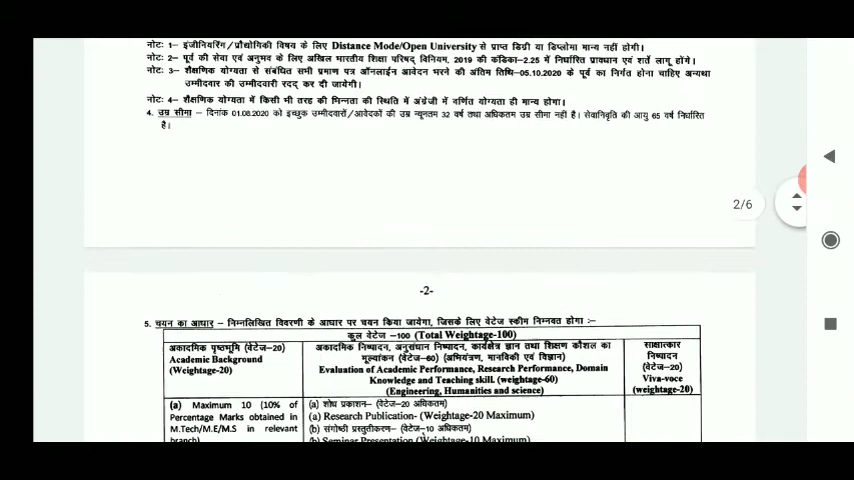 नोटः 1– इंजीनियरिंग/प्रौद्योगिकी विषय के लिए Distance Mode/Open University से प्राप्त डिग्री या डिप्लोमा मान्य नहीं होगी।
नोटः 2– पूर्व की सेवा एवं अनुभव के लिए अखिल भारतीय शिक्षा परिषद् विनियम, 2019 की कंडिका–2.25 में निर्धारित प्रावधान एवं शर्ते लागू होंगे।
नोटः 3– शैक्षणिक योग्यता से संबंधित सभी प्रमाण पत्र ऑनलाईन आवेदन भरने की अंतिम तिथि–05.10.2020 के पूर्व का निर्गत होना चाहिए अन्यथा
उम्मीदवार की उम्मीदवारी रदद् कर दी जायेगी।
नोटः 4– शैक्षणिक योग्यता में किसी भी तरह की भिन्नता की स्थिति में अंग्रेजी में वर्णित योग्यता ही मान्य होगा।
4. उम्र सीमा – दिनांक 01.08.2020 को इच्छुक उम्मीदवारों/आवेदकों की उम्र न्यूनतम 32 वर्ष तथा अधिकतम उम्र सीमा नही है। सेवानिवृति की आयु 65 वर्ष निर्धारित
है।
2/6
-2-
5. चयन का आधार – निम्नलिखित विवरणी के आधार पर चयन किया जायेगा, जिसके लिए वेटेज स्कीम निम्नवत होगा :–
कुल वेटेज –100 (Total Weightage-100)
अकादमिक पृष्ठभूमि (वेटेज–20)
Academic Background
(Weightage-20)
अकादमिक निष्पादन, अनुसंधान निष्पादन, कार्यक्षेत्र ज्ञान तथा शिक्षण कौशल का
मूल्यांकन (वेटेज–60) (अभियंत्रण, मानविकी एवं विज्ञान)
Evaluation of Academic Performance, Research Performance, Domain
Knowledge and Teaching skill. (weightage-60)
(Engineering, Humanities and science)
साक्षात्कार
निष्पादन
(वेटेज–20)
Viva-voce
(weightage-20)
(a) Maximum 10 (10% of
Percentage Marks obtained in
M.Tech/M.E/M.S in relevant
branch)
(a) शोध प्रकाशन– (वेटेज–20 अधिकतम)
(a) Research Publication- (Weightage-20 Maximum)
(b) संगोष्ठी प्रस्तुतीकरण– (वेटेज–10 अधिकतम)
(b) Seminar Presentation (Weightage-10 Maximum)